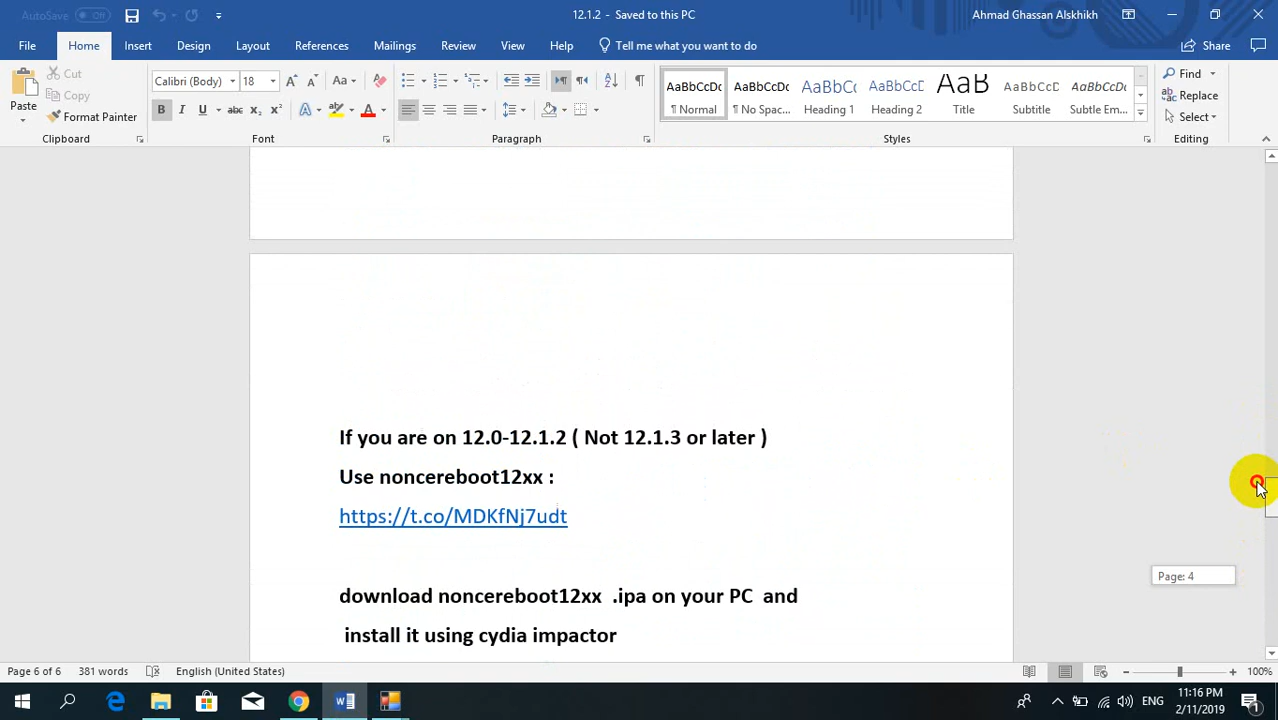 AutoSave Off
12.1.2 - Saved to this PC
Ahmad Ghassan Alskhikh
File Home Insert Design Layout References Mailings Review View Help Tell me what you want to do Share
Paste
Cut
Copy
Format Painter
Clipboard
Calibri (Body) 18
Font
Paragraph
AaBbCcDc AaBbCcDc AaBbCc AaBbCcC AaB AaBbCcD AaBbCcDc
¶ Normal ¶ No Spac... Heading 1 Heading 2 Title Subtitle Subtle Em...
Styles
Find
Replace
Select
Editing
If you are on 12.0-12.1.2 ( Not 12.1.3 or later )
Use noncereboot12xx :
https://t.co/MDKfNj7udt
download noncereboot12xx .ipa on your PC and
install it using cydia impactor
Page: 4
Page 6 of 6 381 words English (United States) 100%
ENG
11:16 PM
2/11/2019